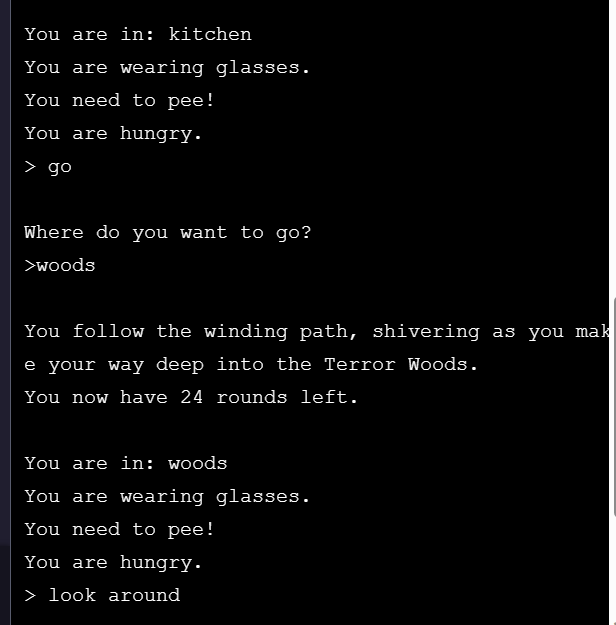 You are in: kitchen
You are wearing glasses.
You need to pee!
You are hungry.
> go
Where do you want to go?
>woods
You follow the winding path, shivering as you mak
e your way deep into the Terror Woods.
You now have 24 rounds left.
You are in: woods
You are wearing glasses.
You need to pee!
You are hungry.
> look around